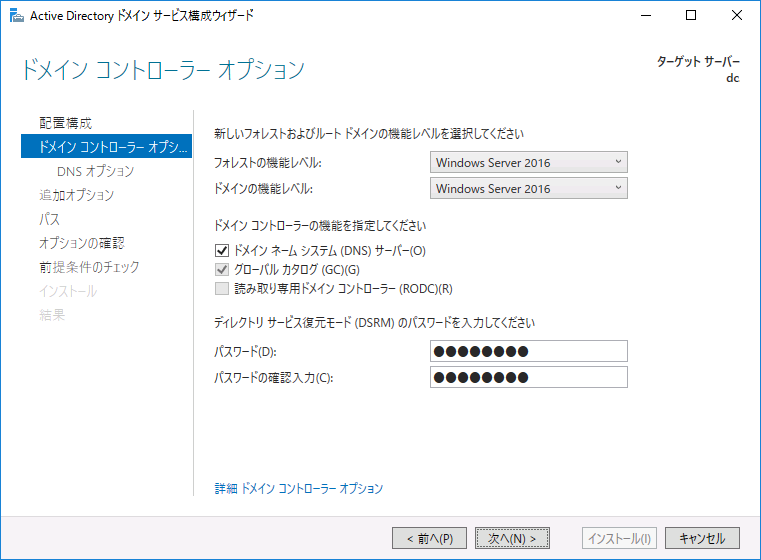 Active Directory ドメイン サービス構成ウィザード
ドメイン コントローラー オプション
ターゲット サーバー
dc
配置構成
ドメイン コントローラー オプシ...
DNS オプション
追加オプション
パス
オプションの確認
前提条件のチェック
インストール
結果
新しいフォレストおよびルート ドメインの機能レベルを選択してください
フォレストの機能レベル: Windows Server 2016
ドメインの機能レベル: Windows Server 2016
ドメイン コントローラーの機能を指定してください
ドメイン ネーム システム (DNS) サーバー(O)
グローバル カタログ (GC)(G)
読み取り専用ドメイン コントローラー (RODC)(R)
ディレクトリ サービス復元モード (DSRM) のパスワードを入力してください
パスワード(D): ●●●●●●●●
パスワードの確認入力(C): ●●●●●●●●
詳細 ドメイン コントローラー オプション
< 前へ(P) 次へ(N) > インストール(I) キャンセル